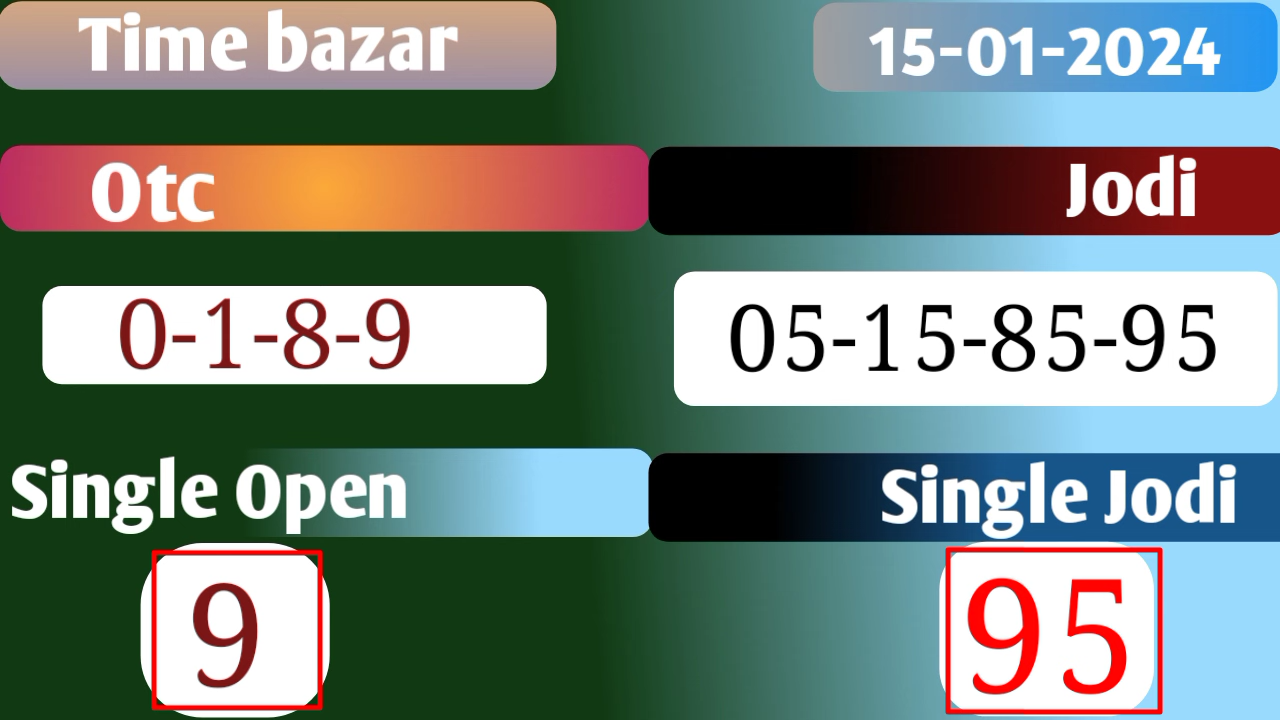 Time bazar
15-01-2024
Otc
Jodi
0-1-8-9
05-15-85-95
Single Open
Single Jodi
9
95